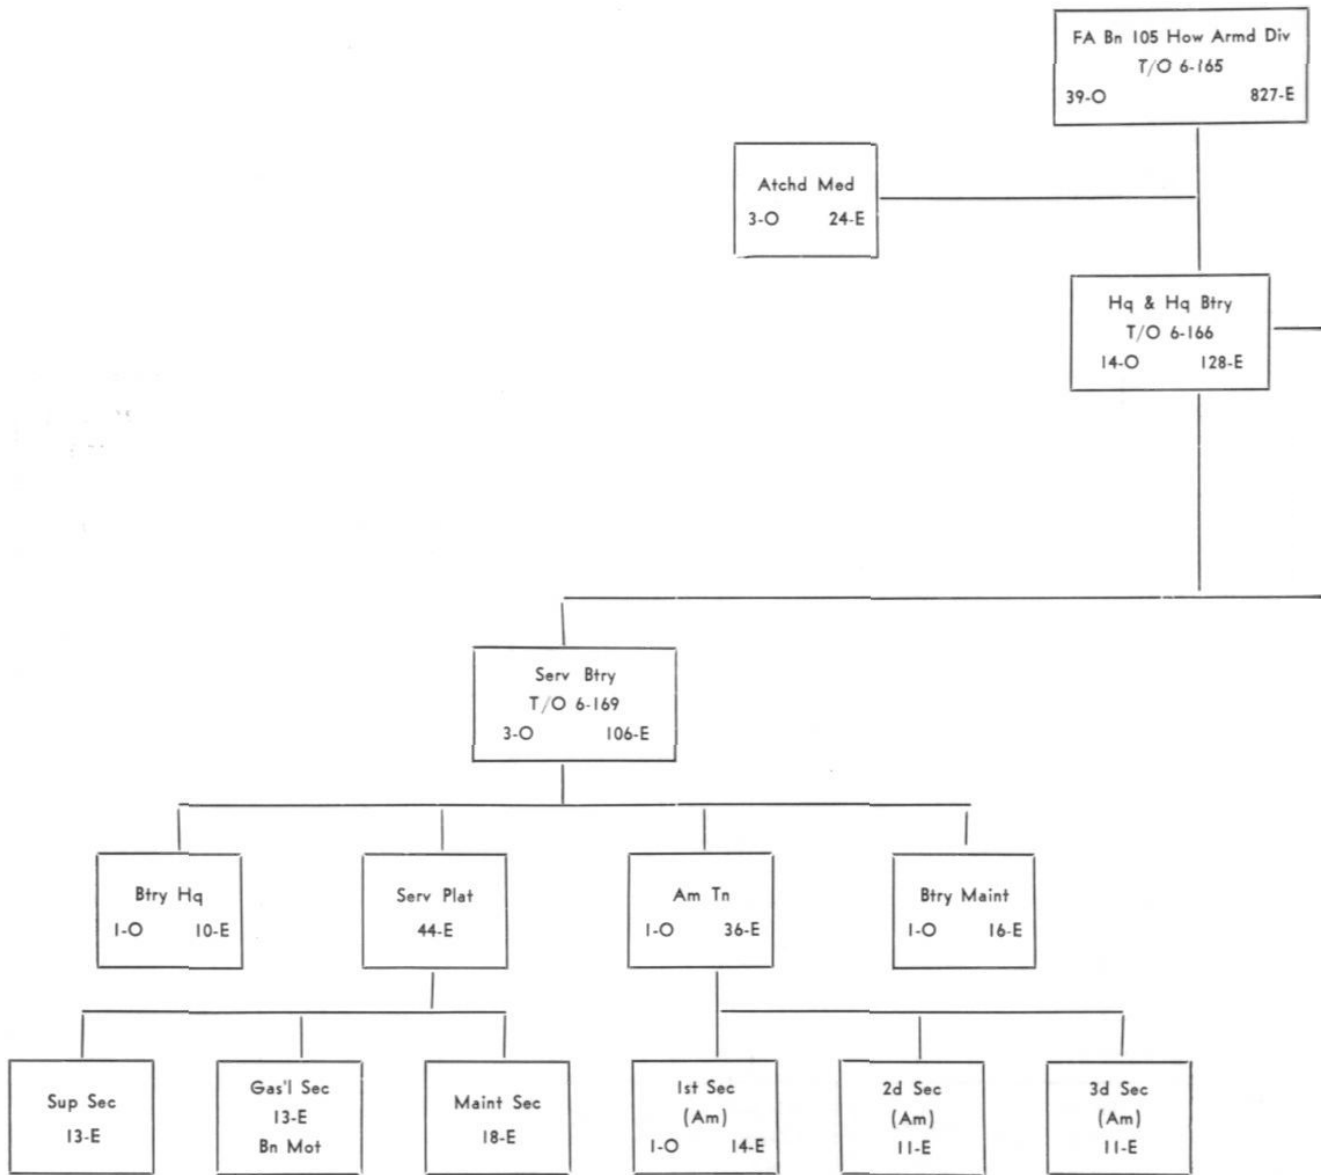 FA Bn 105 How Armd Div
T/O 6-165
39-O 827-E
Atchd Med
3-O 24-E
Hq & Hq Btry
T/O 6-166
14-O 128-E
Serv Btry
T/O 6-169
3-O 106-E
Btry Hq
1-O 10-E
Serv Plat
44-E
Am Tn
1-O 36-E
Btry Maint
1-O 16-E
Sup Sec
13-E
Gas'l Sec
13-E
Bn Mot
Maint Sec
18-E
1st Sec
(Am)
1-O 14-E
2d Sec
(Am)
11-E
3d Sec
(Am)
11-E